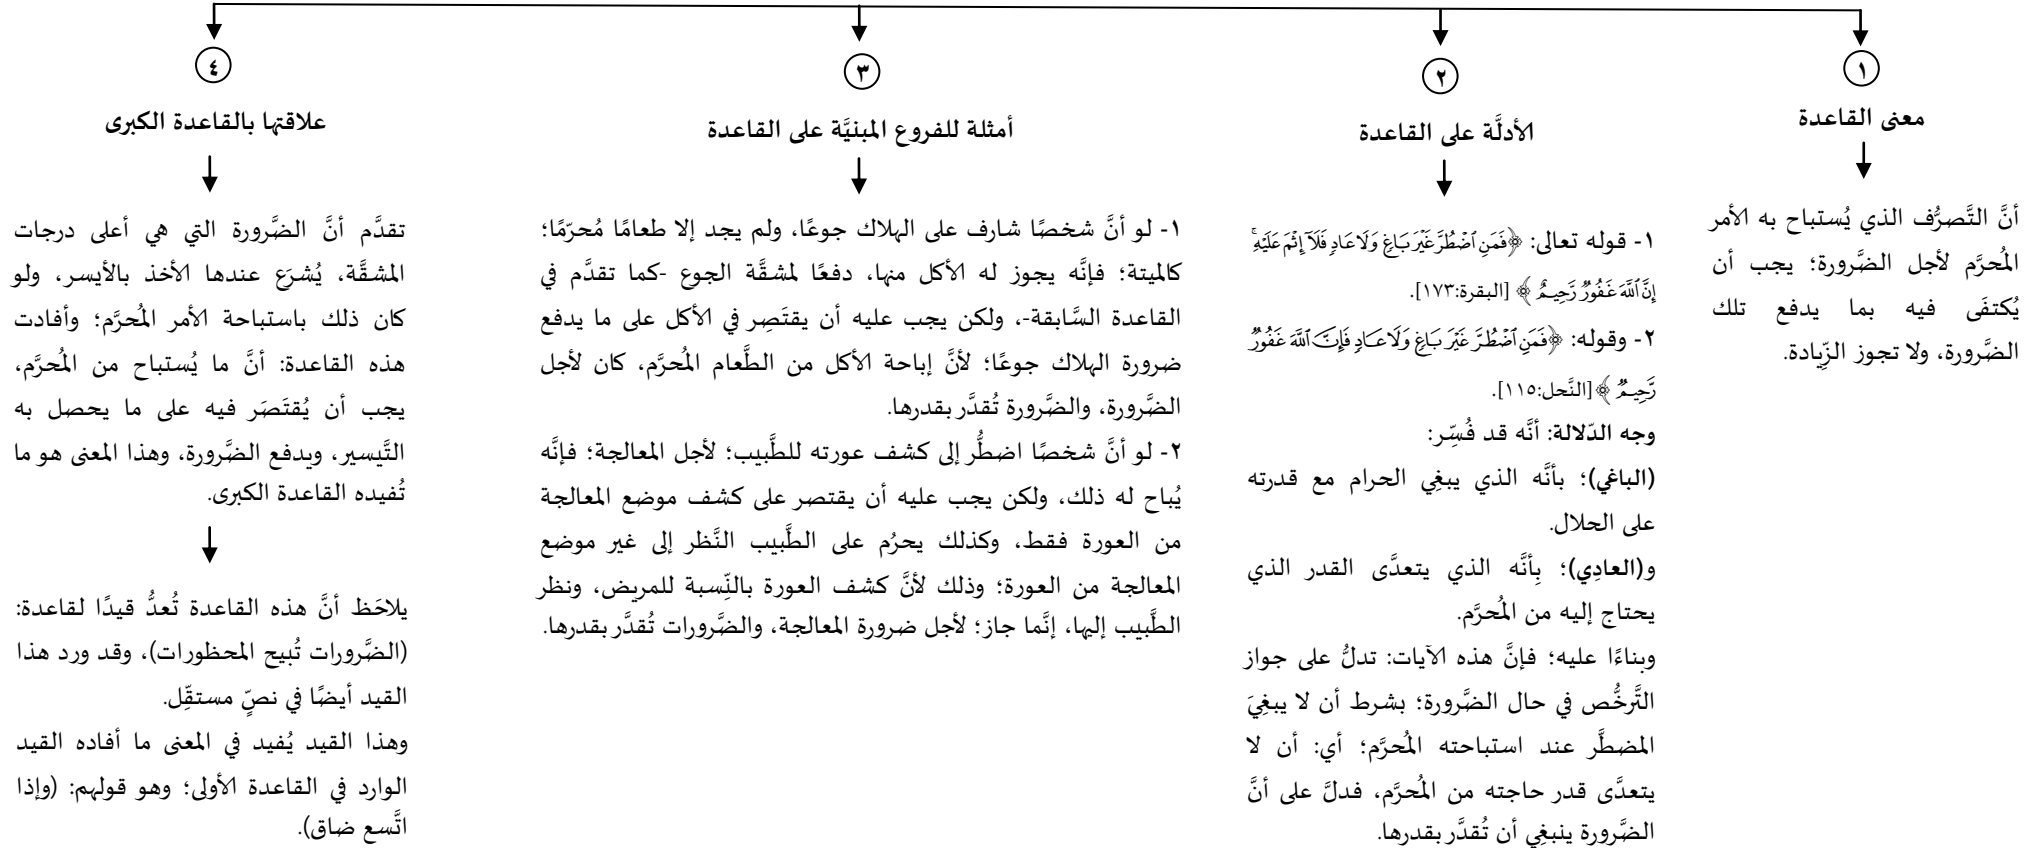 ١
معنى القاعدة
أنَّ التَّصرُّف الذي يُستباح به الأمر
المُحرَّم لأجل الضَّرورة؛ يجب أن
يُكتفَى فيه بما يدفع تلك
الضَّرورة، ولا تجوز الزِّيادة.
٢
الأدلَّة على القاعدة
١- قوله تعالى: ﴿فَمَنِ ٱضْطُرَّ غَيْرَ بَاغٍ وَلَا عَادٍ فَلَآ إِثْمَ عَلَيْهِۚ
إِنَّ ٱللَّهَ غَفُورٌ رَّحِيمٌ﴾ [البقرة:١٧٣].
٢- وقوله: ﴿فَمَنِ ٱضْطُرَّ غَيْرَ بَاغٍ وَلَا عَادٍ فَإِنَّ ٱللَّهَ غَفُورٌ
رَّحِيمٌ﴾ [النَّحل:١١٥].
وجه الدّلالة: أنَّه قد فُسِّر:
(الباغي)؛ بأنَّه الذي يبغِي الحرام مع قدرته
على الحلال.
و(العادِي)؛ بِأنَّه الذي يتعدَّى القدر الذي
يحتاج إليه من المُحرَّم.
وبناءًا عليه؛ فإنَّ هذه الآيات: تدلُّ على جواز
التَّرخُّص في حال الضَّرورة؛ بشرط أن لا يبغِيَ
المضطَّر عند استباحته المُحرَّم؛ أي: أن لا
يتعدَّى قدر حاجته من المُحرَّم، فدلَّ على أنَّ
الضَّرورة ينبغِي أن تُقدَّر بقدرها.
٣
أمثلة للفروع المبنيَّة على القاعدة
١- لو أنَّ شخصًا شارف على الهلاك جوعًا، ولم يجد إلا طعامًا مُحرّمًا؛
كالميتة؛ فإنَّه يجوز له الأكل منها، دفعًا لمشقَّة الجوع -كما تقدَّم في
القاعدة السَّابقة-، ولكن يجب عليه أن يقتَصِر في الأكل على ما يدفع
ضرورة الهلاك جوعًا؛ لأنَّ إباحة الأكل من الطَّعام المُحرَّم، كان لأجل
الضَّرورة، والضَّرورة تُقدَّر بقدرها.
٢- لو أنَّ شخصًا اضطُّر إلى كشف عورته للطَّبيب؛ لأجل المعالجة؛ فإنَّه
يُباح له ذلك، ولكن يجب عليه أن يقتصر على كشف موضع المعالجة
من العورة فقط، وكذلك يحرُم على الطَّبيب النَّظر إلى غير موضع
المعالجة من العورة؛ وذلك لأنَّ كشف العورة بالنِّسبة للمريض، ونظر
الطَّبيب إليها، إنَّما جاز؛ لأجل ضرورة المعالجة، والضَّرورات تُقدَّر بقدرها.
٤
علاقتها بالقاعدة الكبرى
تقدَّم أنَّ الضَّرورة التي هي أعلى درجات
المشقَّة، يُشرَع عندها الأخذ بالأيسر، ولو
كان ذلك باستباحة الأمر المُحرَّم؛ وأفادت
هذه القاعدة: أنَّ ما يُستباح من المُحرَّم،
يجب أن يُقتَصَر فيه على ما يحصل به
التَّيسير، ويدفع الضَّرورة، وهذا المعنى هو ما
تُفيده القاعدة الكبرى.
يلاحَظ أنَّ هذه القاعدة تُعدُّ قيدًا لقاعدة:
(الضَّرورات تُبيح المحظورات)، وقد ورد هذا
القيد أيضًا في نصٍّ مستقِّل.
وهذا القيد يُفيد في المعنى ما أفاده القيد
الوارد في القاعدة الأولى؛ وهو قولهم: (وإذا
اتَّسع ضاق).